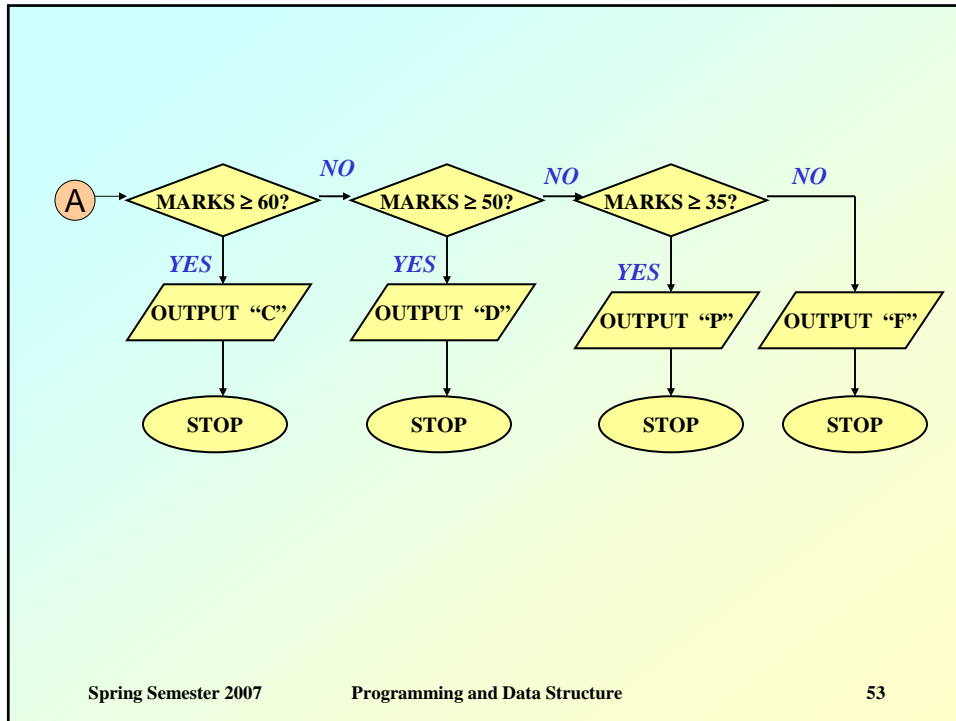 A
MARKS ≥ 60?
NO
MARKS ≥ 50?
NO
MARKS ≥ 35?
NO
YES
YES
YES
OUTPUT “C”
OUTPUT “D”
OUTPUT “P”
OUTPUT “F”
STOP
STOP
STOP
STOP
Spring Semester 2007
Programming and Data Structure
53